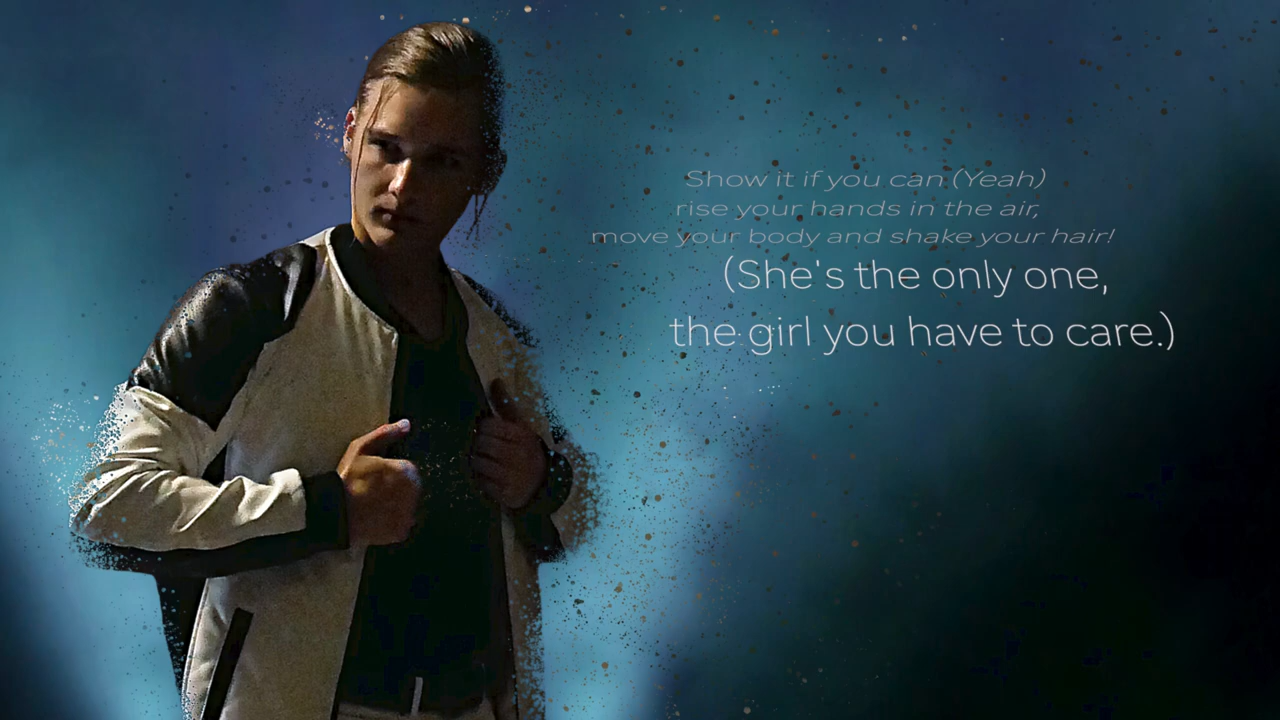 Show it if you can (Yeah)
rise your hands in the air,
move your body and shake your hair!
(She's the only one,
the girl you have to care.)